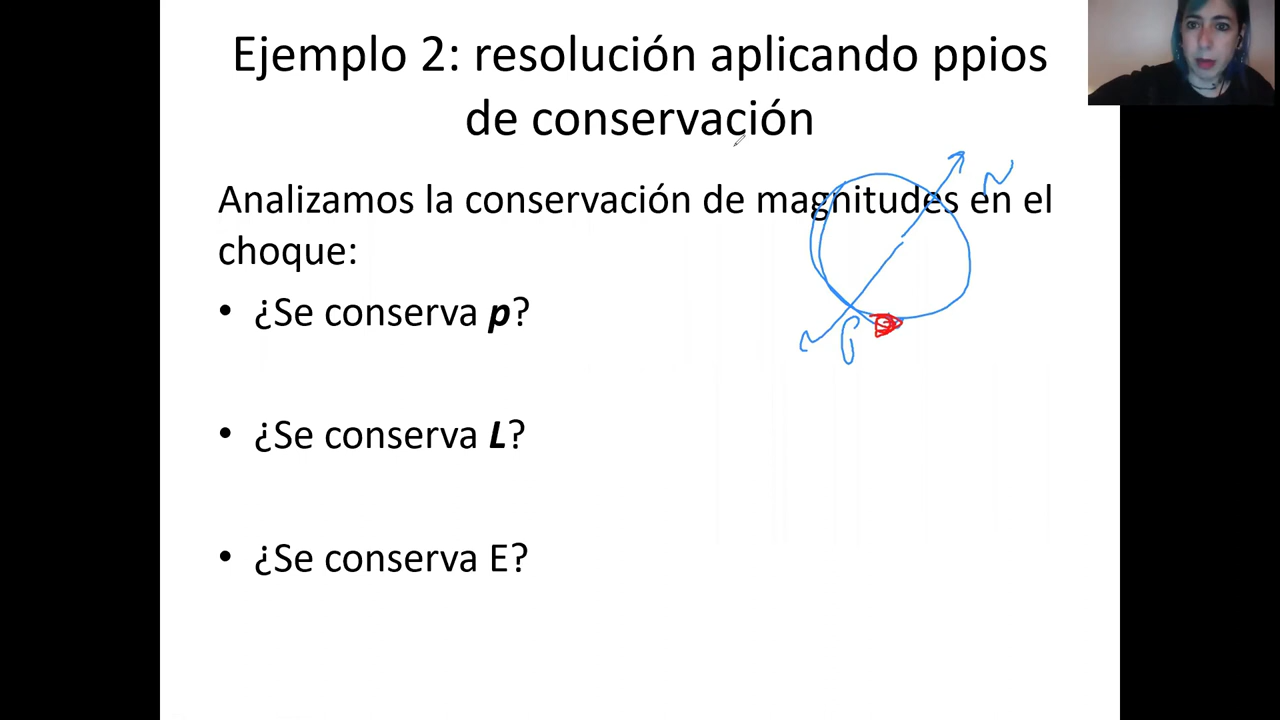 Ejemplo 2: resolución aplicando ppios
de conservación
Analizamos la conservación de magnitudes en el
choque:
• ¿Se conserva p?
• ¿Se conserva L?
• ¿Se conserva E?